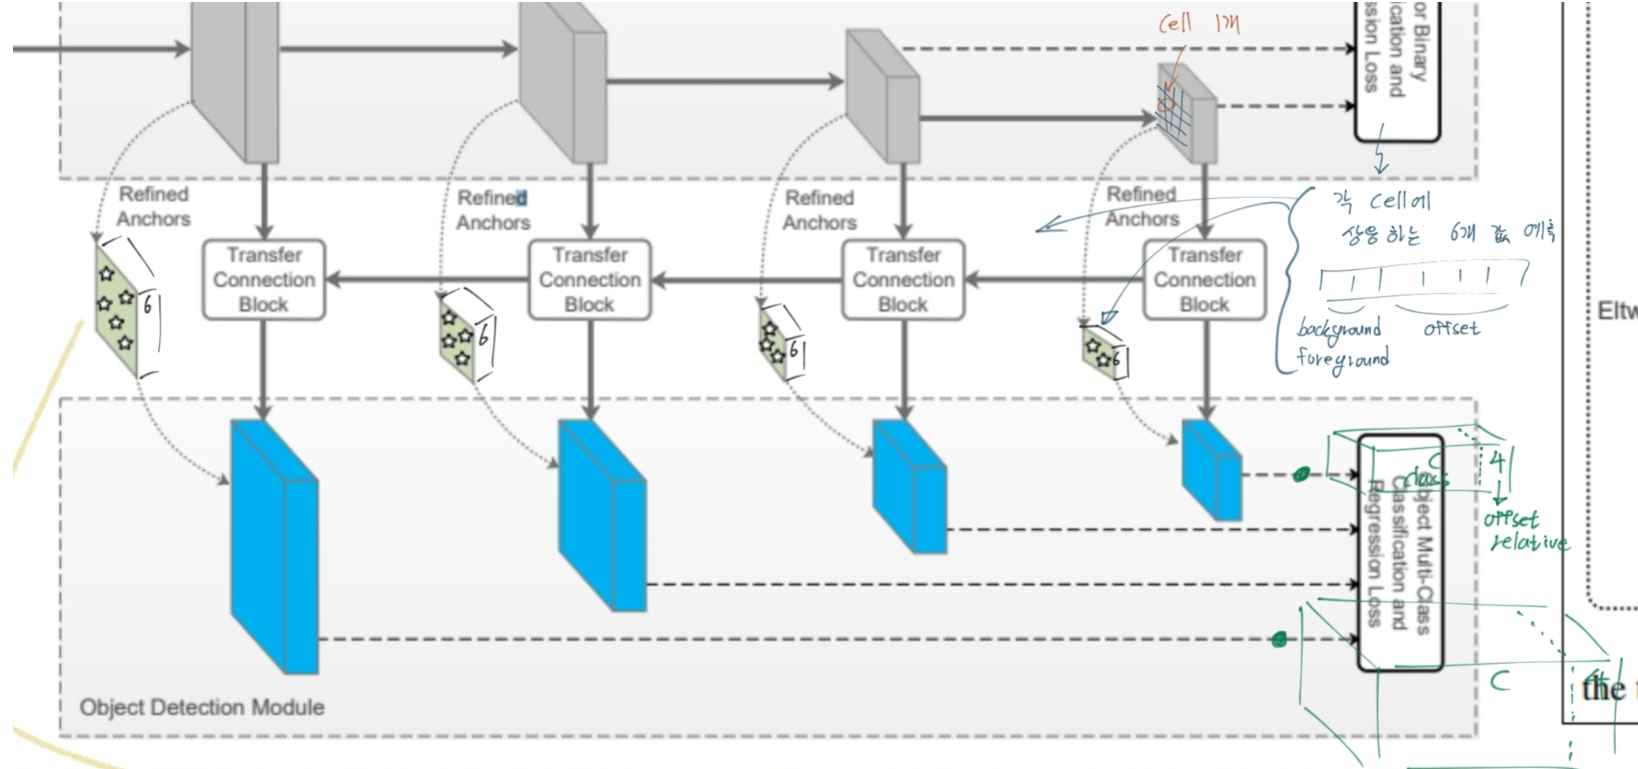 cell 1개
or Binary
ication and
ssion Loss
Refined
Anchors
Refined
Anchors
Refined
Anchors
Refined
Anchors
각 cell에
상응하는 6개 값 예측
Transfer
Connection
Block
Transfer
Connection
Block
Transfer
Connection
Block
Transfer
Connection
Block
6
6
6
6
background
foreground
offset
Eltw
C
class
4
offset
relative
Object Multi-Class
Classification and
Regression Loss
C
4
the t
Object Detection Module